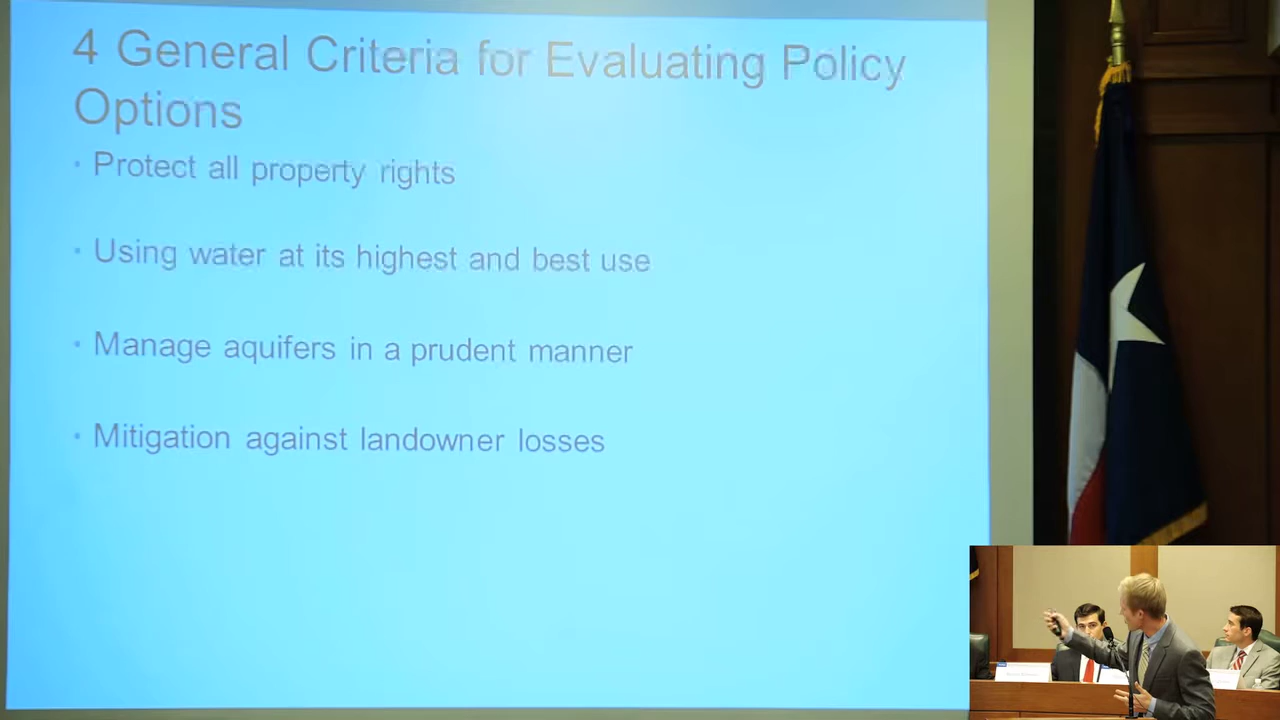 4 General Criteria for Evaluating Policy
Options
• Protect all property rights
• Using water at its highest and best use
• Manage aquifers in a prudent manner
• Mitigation against landowner losses